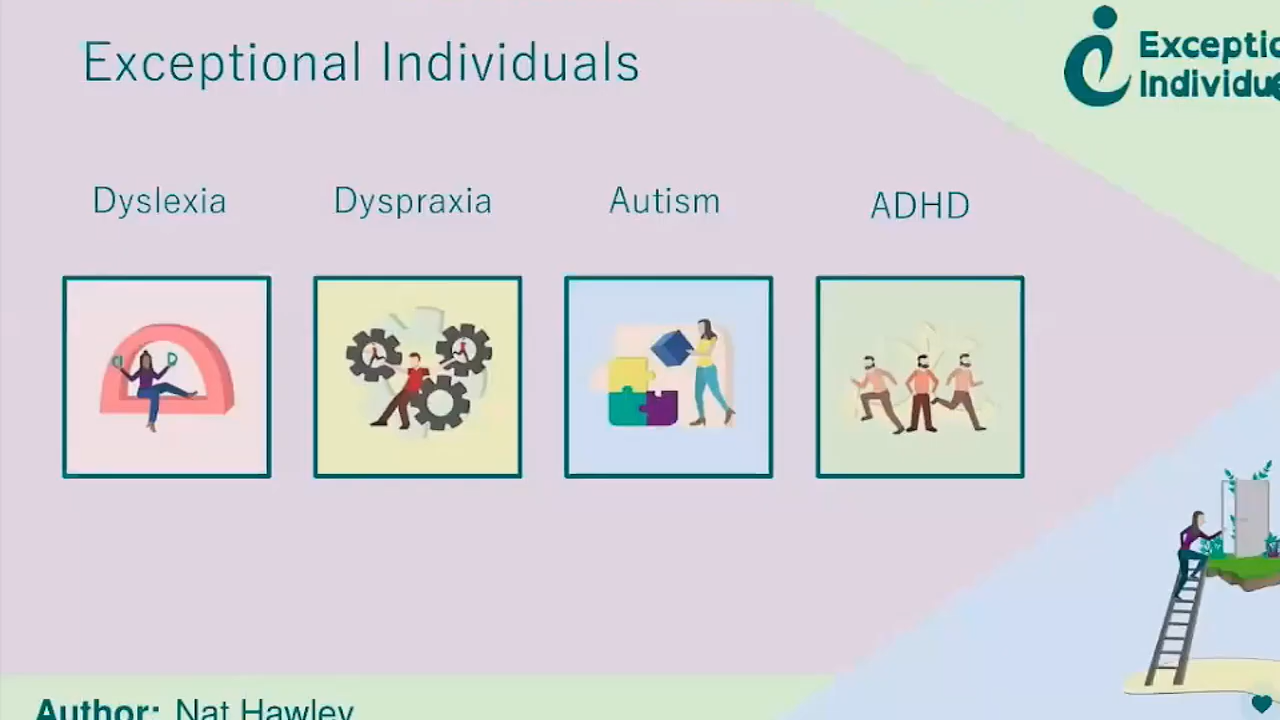 Exceptional Individuals
Dyslexia
Dyspraxia
Autism
ADHD
Author: Nat Hawley